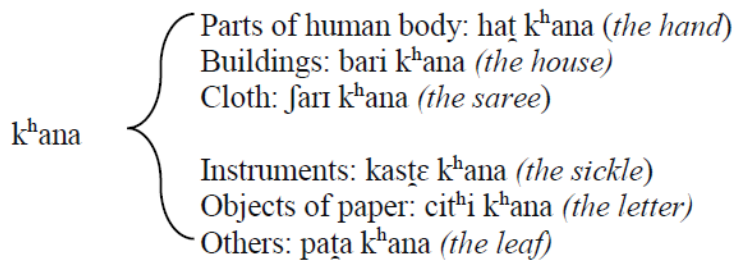 Parts of human body: hat̪ kʰana (the hand)
Buildings: bari kʰana (the house)
Cloth: ʃarɪ kʰana (the saree)
kʰana
Instruments: kast̪ɛ kʰana (the sickle)
Objects of paper: citʰi kʰana (the letter)
Others: pat̪a kʰana (the leaf)